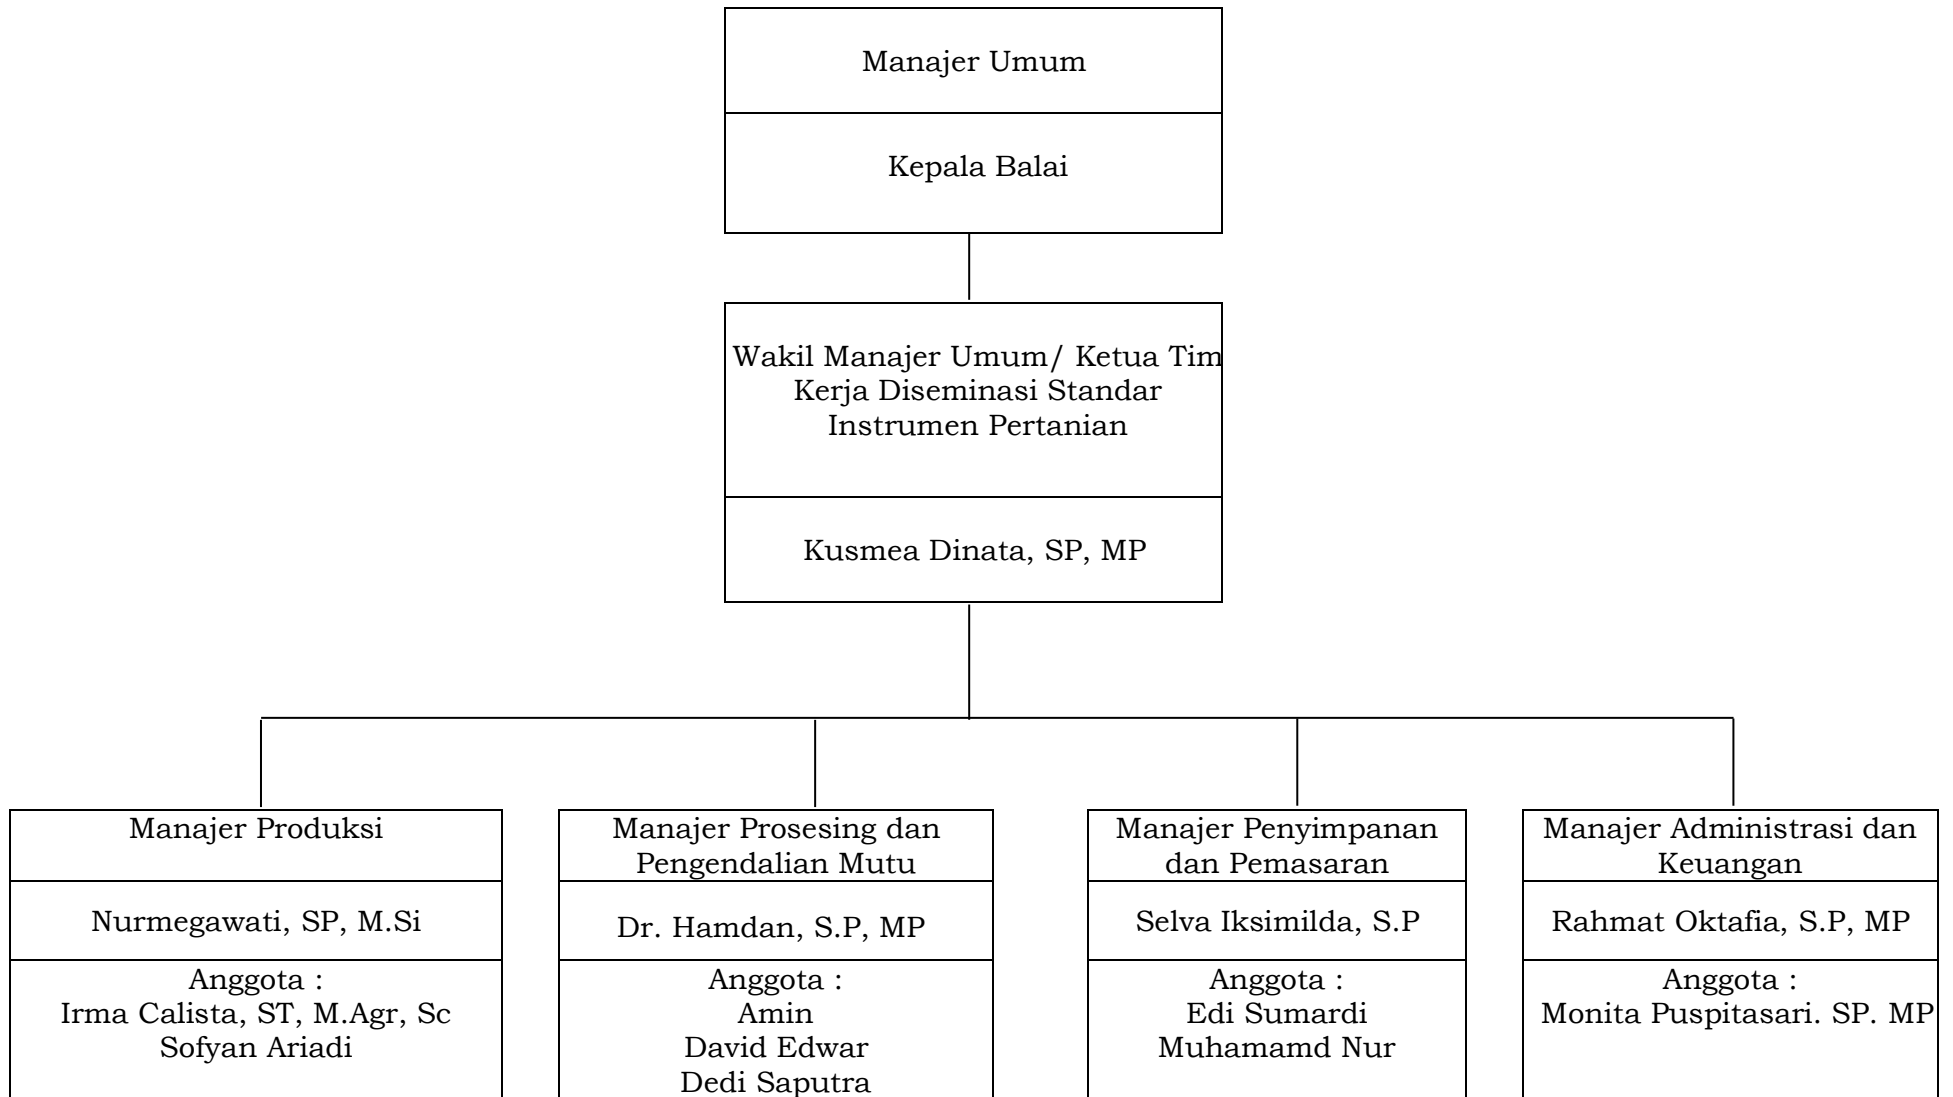 Manajer Umum
Kepala Balai
Wakil Manajer Umum/ Ketua Tim
Kerja Diseminasi Standar
Instrumen Pertanian
Kusmea Dinata, SP, MP
Manajer Produksi
Nurmegawati, SP, M.Si
Anggota :
Irma Calista, ST, M.Agr, Sc
Sofyan Ariadi
Manajer Prosesing dan
Pengendalian Mutu
Dr. Hamdan, S.P, MP
Anggota :
Amin
David Edwar
Dedi Saputra
Manajer Penyimpanan
dan Pemasaran
Selva Iksimilda, S.P
Anggota :
Edi Sumardi
Muhamamd Nur
Manajer Administrasi dan
Keuangan
Rahmat Oktafia, S.P, MP
Anggota :
Monita Puspitasari. SP. MP